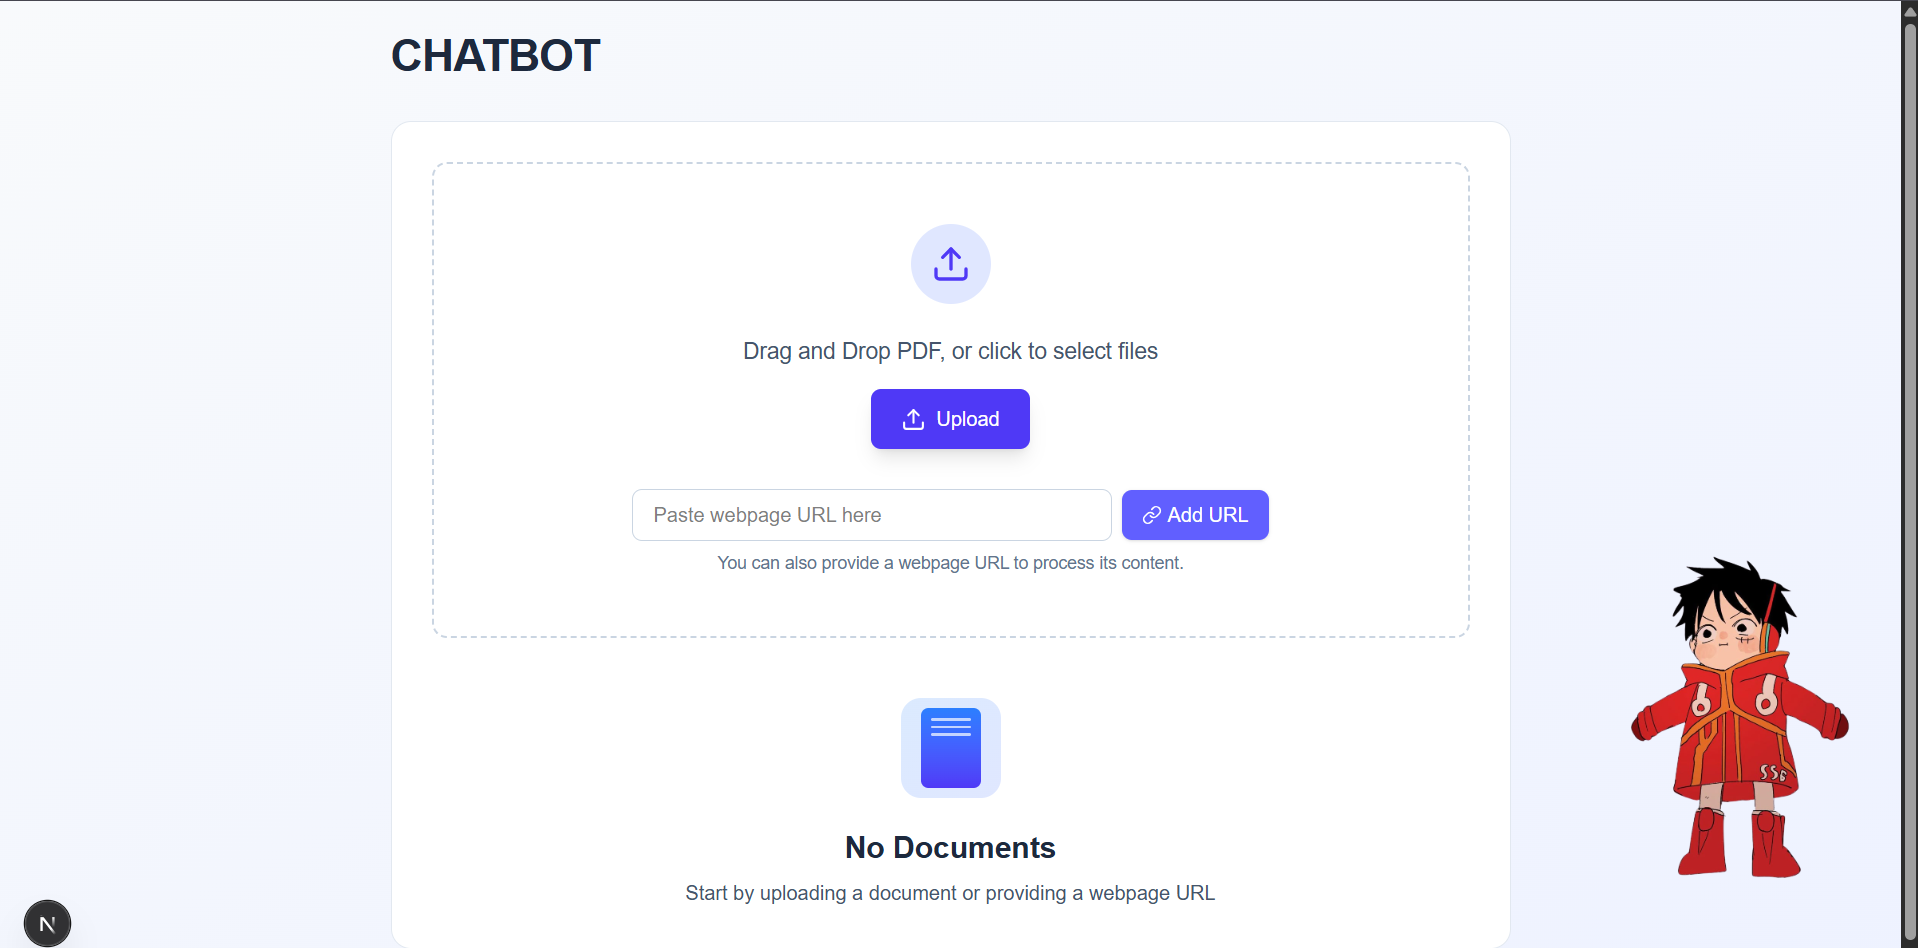 CHATBOT
Drag and Drop PDF, or click to select files
Upload
Paste webpage URL here
Add URL
You can also provide a webpage URL to process its content.
No Documents
Start by uploading a document or providing a webpage URL
N